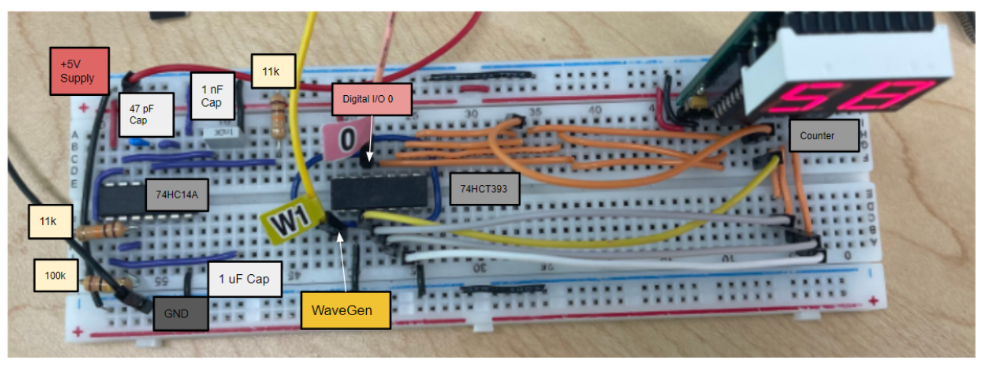 +5V
Supply
47 pF
Cap
1 nF
Cap
11k
Digital I/O 0
0
58
Counter
74HC14A
74HCT393
11k
W1
100k
1 uF Cap
GND
WaveGen